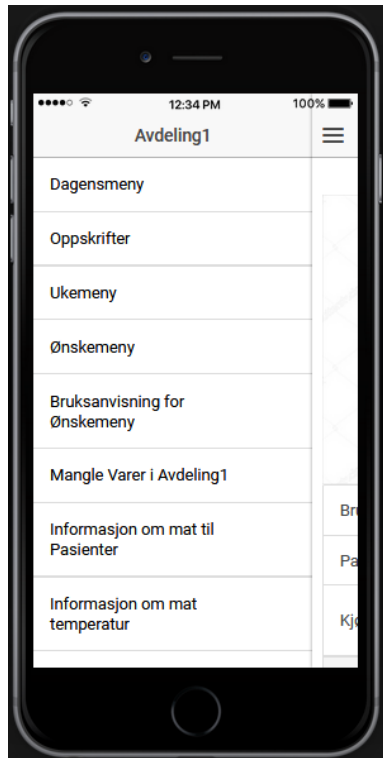 12:34 PM
100%
Avdeling1
Dagensmeny
Oppskrifter
Ukemeny
Ønskemeny
Bruksanvisning for
Ønskemeny
Mangle Varer i Avdeling1
Informasjon om mat til
Pasienter
Informasjon om mat
temperatur
Pa